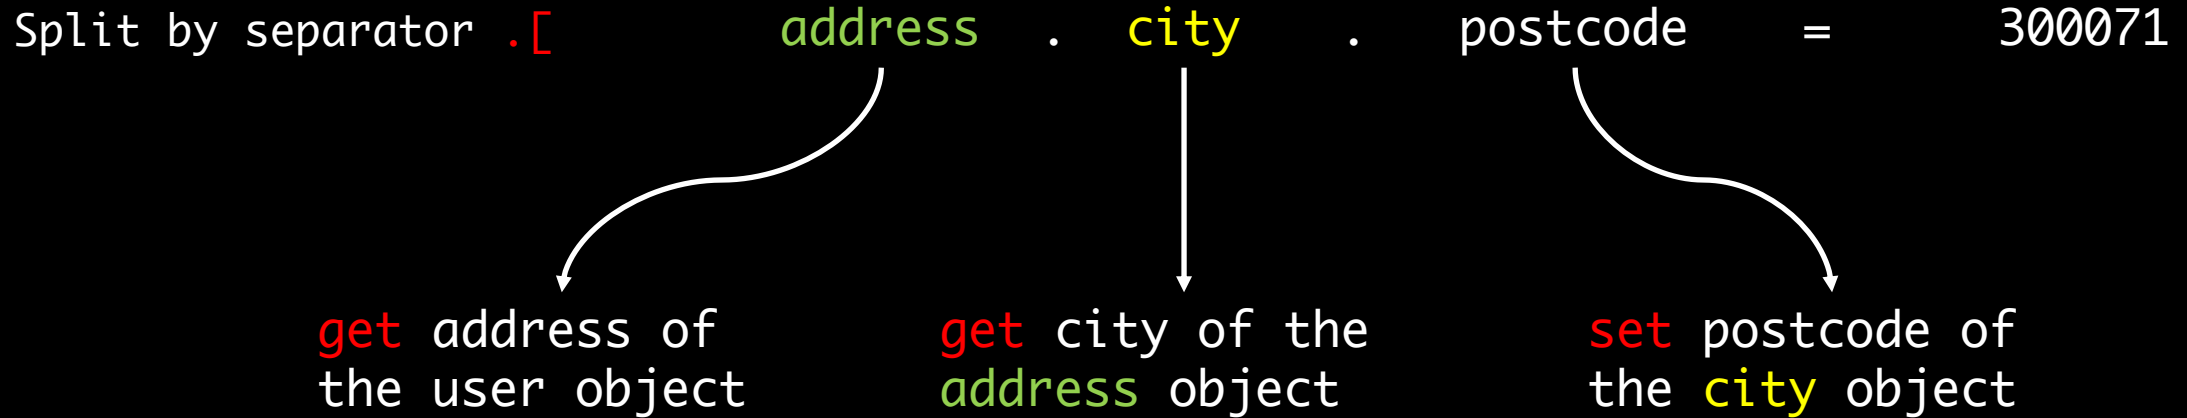 Split by separator .[ address . city . postcode = 300071
get address of
the user object
get city of the
address object
set postcode of
the city object